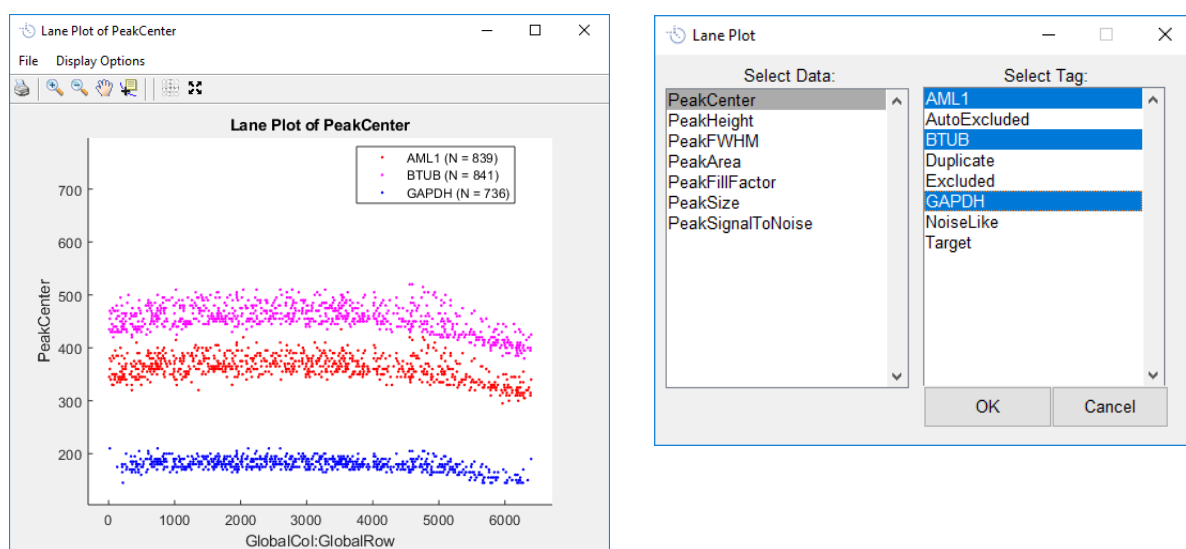 Lane Plot of PeakCenter
File Display Options
Lane Plot of PeakCenter
AML1 (N = 839)
BTUB (N = 841)
GAPDH (N = 736)
700
600
500
400
300
200
PeakCenter
0 1000 2000 3000 4000 5000 6000
GlobalCol:GlobalRow
Lane Plot
Select Data:
PeakCenter
PeakHeight
PeakFWHM
PeakArea
PeakFillFactor
PeakSize
PeakSignalToNoise
Select Tag:
AML1
AutoExcluded
BTUB
Duplicate
Excluded
GAPDH
NoiseLike
Target
OK Cancel